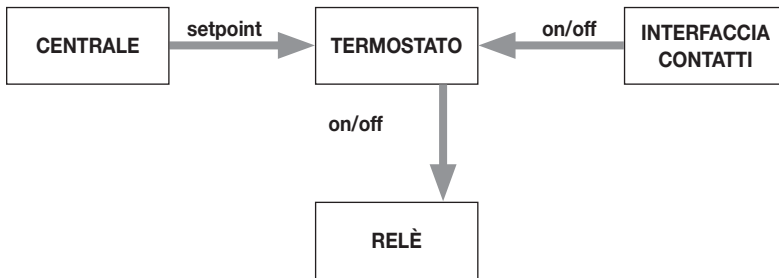 CENTRALE
setpoint
TERMOSTATO
on/off
INTERFACCIA
CONTATTI
on/off
RELÈ